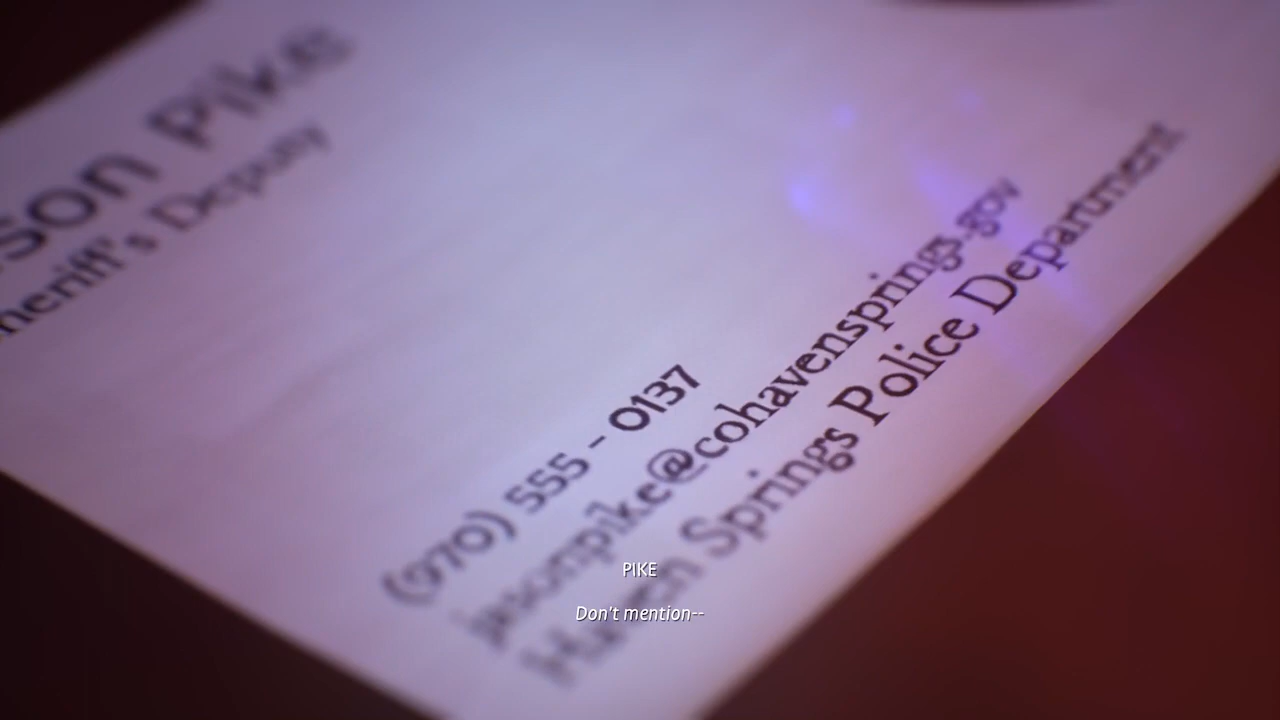 son Pike
heriff's Deputy
(970) 555 - 0137
jasonpike@cohavensprings.gov
Haven Springs Police Department
PIKE
Don't mention--